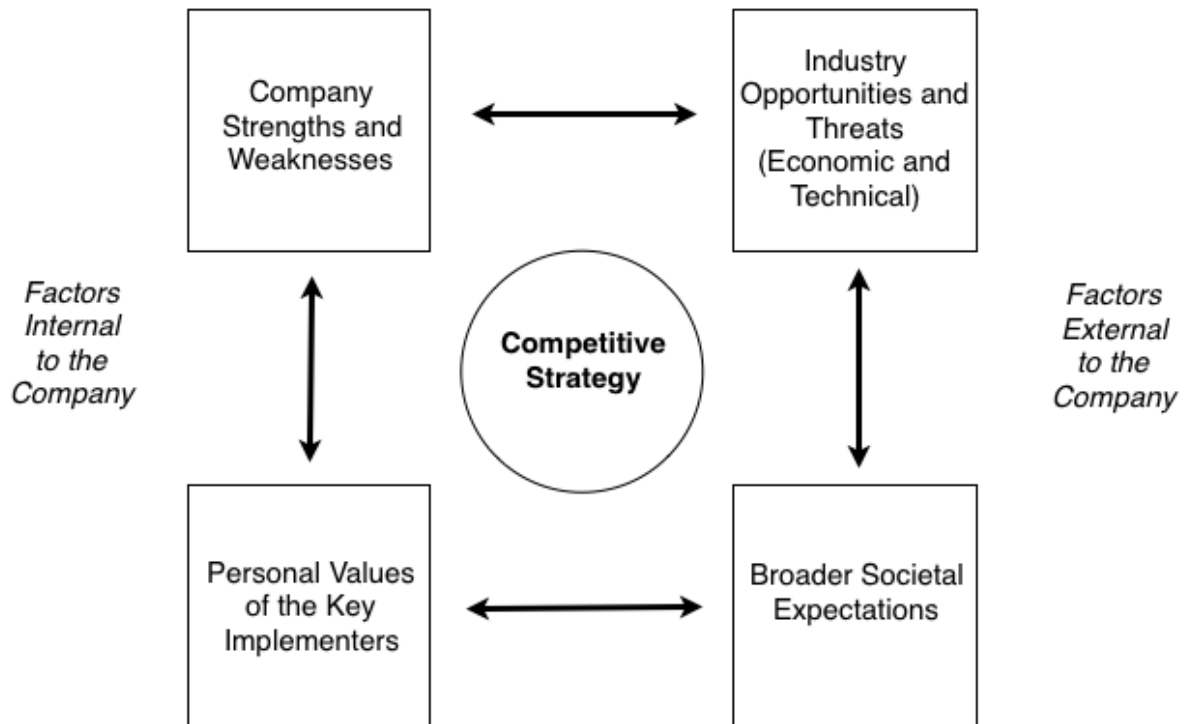 Company
Strengths and
Weaknesses
Industry
Opportunities and
Threats
(Economic and
Technical)
Factors
Internal
to the
Company
Competitive
Strategy
Factors
External
to the
Company
Personal Values
of the Key
Implementers
Broader Societal
Expectations